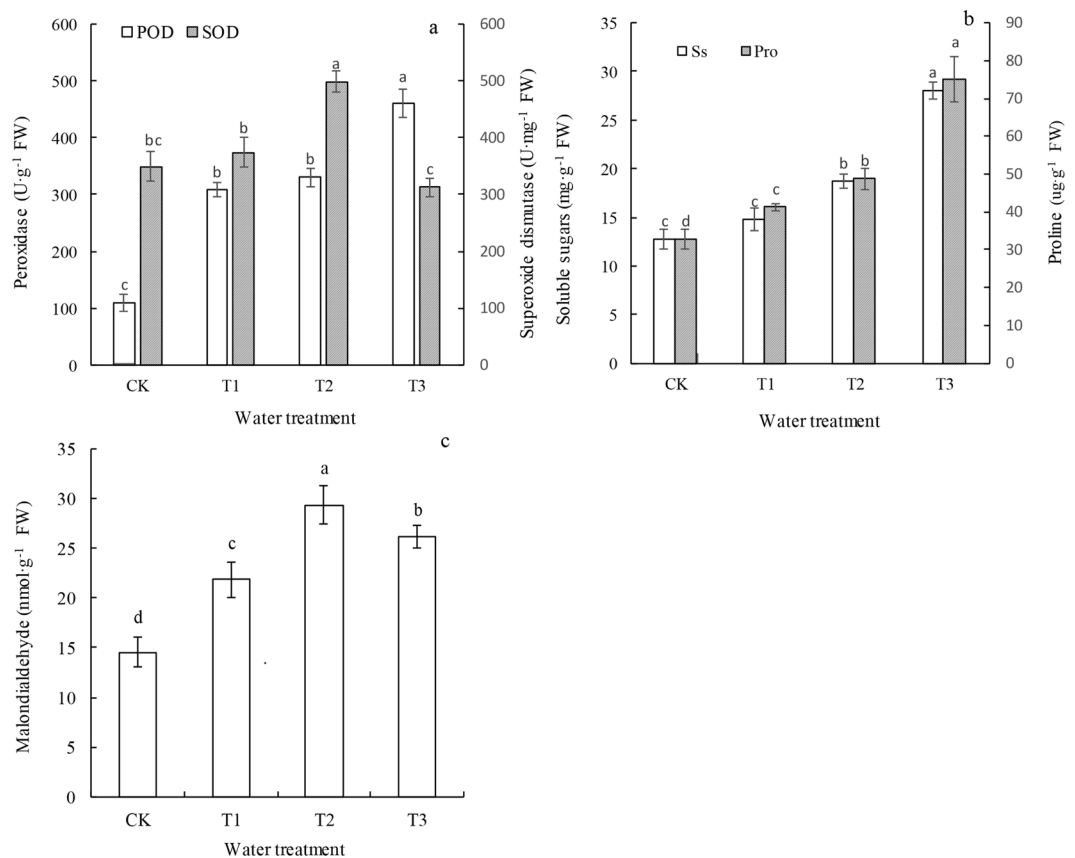 a
POD SOD
Peroxidase (U·g⁻¹ FW)
600
500
400
300
200
100
0
c
bc
b
b
b
a
a
c
600
500
400
300
200
100
0
Superoxide dismutase (U·mg⁻¹ FW)
CK T1 T2 T3
Water treatment
b
Ss Pro
Soluble sugars (mg·g⁻¹ FW)
35
30
25
20
15
10
5
0
c
d
c
c
b
b
a
a
90
80
70
60
50
40
30
20
10
0
Proline (ug·g⁻¹ FW)
CK T1 T2 T3
Water treatment
c
Malondialdehyde (nmol·g⁻¹ FW)
35
30
25
20
15
10
5
0
d
c
a
b
CK T1 T2 T3
Water treatment